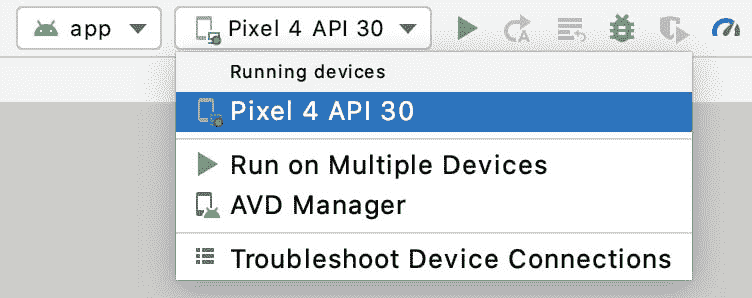 app Pixel 4 API 30
Running devices
Pixel 4 API 30
Run on Multiple Devices
AVD Manager
Troubleshoot Device Connections